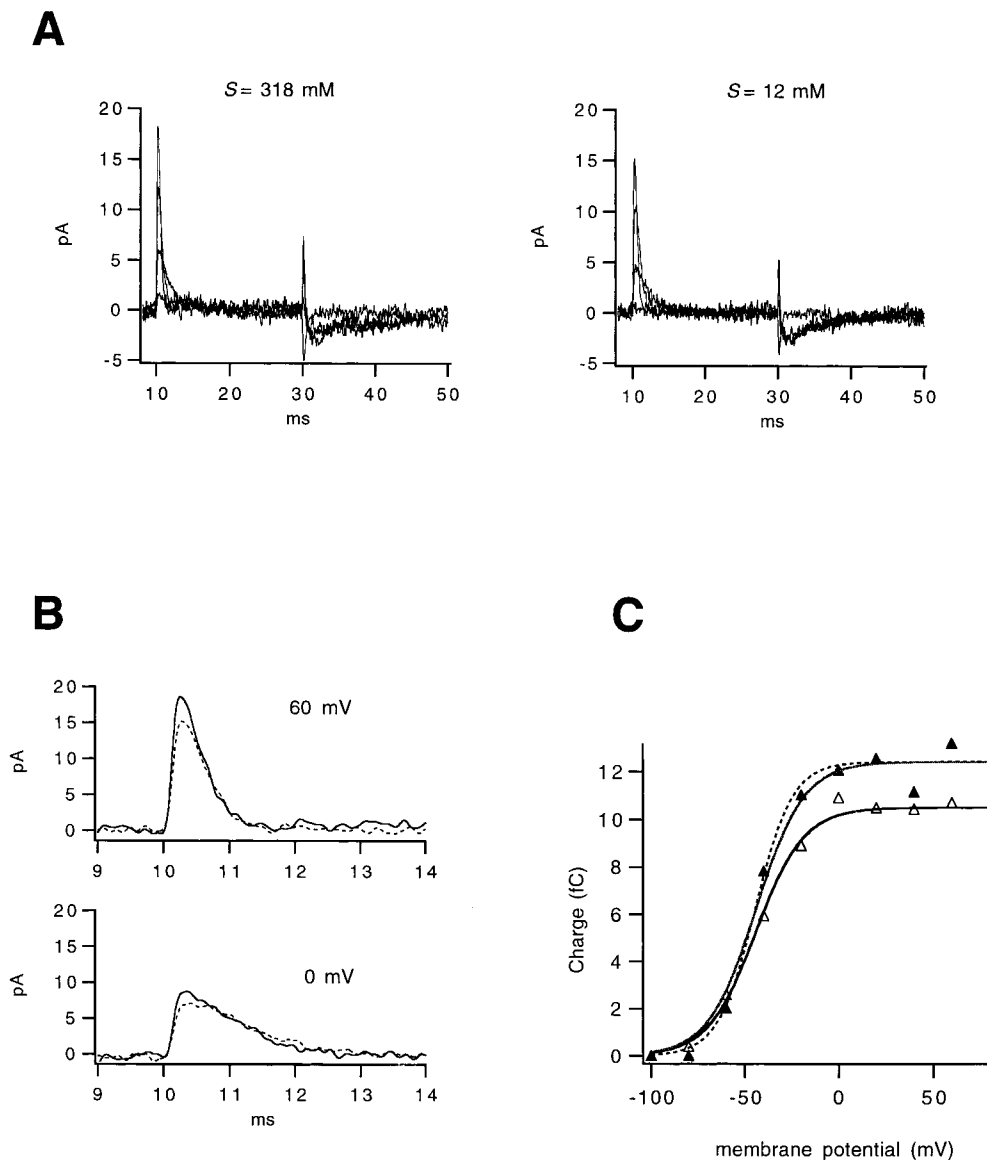 A
S = 318 mM
20
15
10
5
0
-5
pA
10 20 30 40 50
ms
S = 12 mM
20
15
10
5
0
-5
pA
10 20 30 40 50
ms
B
60 mV
20
15
10
5
0
pA
9 10 11 12 13 14
0 mV
20
15
10
5
0
pA
9 10 11 12 13 14
ms
C
12
10
8
6
4
2
0
Charge (fC)
-100 -50 0 50
membrane potential (mV)